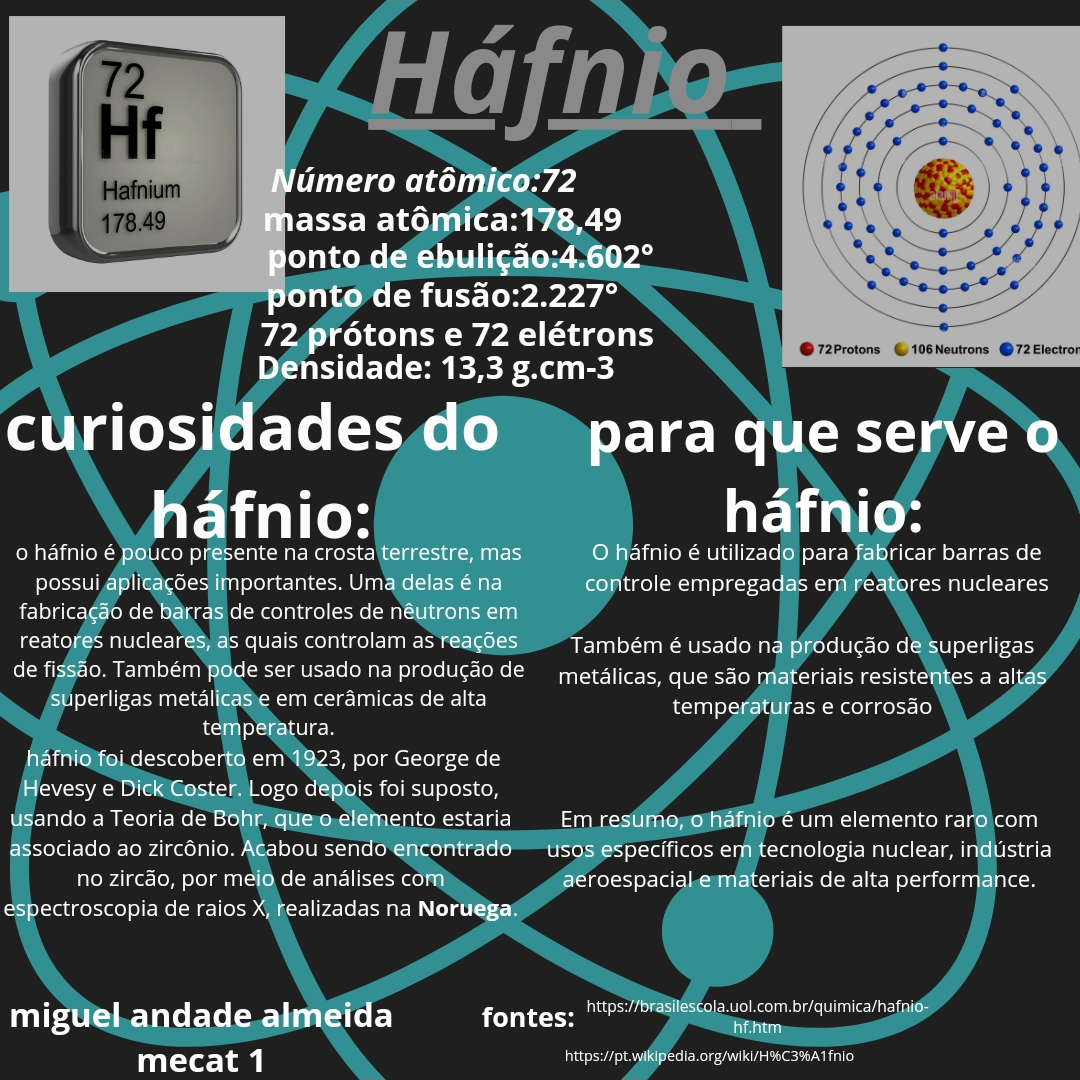 72
Hf
Hafnium
178.49
Háfnio
Número atômico:72
massa atômica:178,49
ponto de ebulição:4.602°
ponto de fusão:2.227°
72 prótons e 72 elétrons
Densidade: 13,3 g.cm-3
72 Protons 106 Neutrons 72 Electron
curiosidades do
háfnio:
o háfnio é pouco presente na crosta terrestre, mas
possui aplicações importantes. Uma delas é na
fabricação de barras de controles de nêutrons em
reatores nucleares, as quais controlam as reações
de fissão. Também pode ser usado na produção de
superligas metálicas e em cerâmicas de alta
temperatura.
háfnio foi descoberto em 1923, por George de
Hevesy e Dick Coster. Logo depois foi suposto,
usando a Teoria de Bohr, que o elemento estaria
associado ao zircônio. Acabou sendo encontrado
no zircão, por meio de análises com
espectroscopia de raios X, realizadas na Noruega.
para que serve o
háfnio:
O háfnio é utilizado para fabricar barras de
controle empregadas em reatores nucleares
Também é usado na produção de superligas
metálicas, que são materiais resistentes a altas
temperaturas e corrosão
Em resumo, o háfnio é um elemento raro com
usos específicos em tecnologia nuclear, indústria
aeroespacial e materiais de alta performance.
miguel andade almeida
mecat 1
fontes:
https://brasilescola.uol.com.br/quimica/hafnio-
hf.htm
https://pt.wikipedia.org/wiki/H%C3%A1fnio